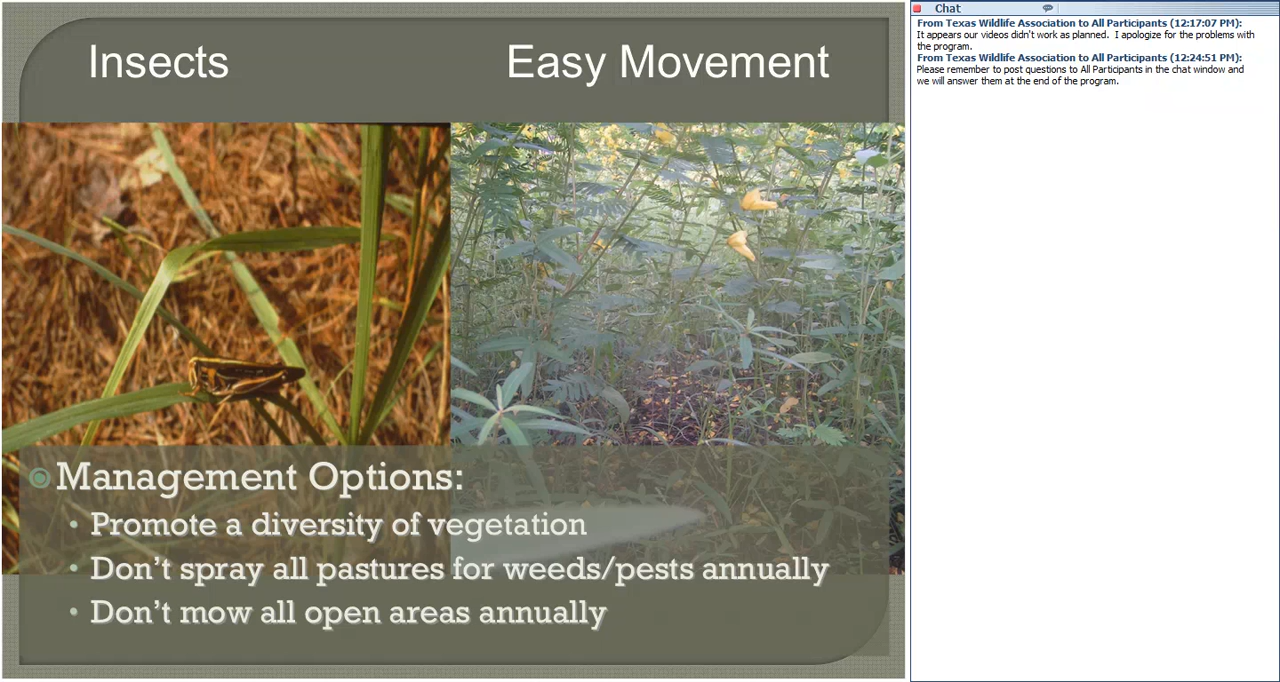 Insects
Easy Movement
Management Options:
• Promote a diversity of vegetation
• Don't spray all pastures for weeds/pests annually
• Don't mow all open areas annually
Chat
From Texas Wildlife Association to All Participants (12:17:07 PM):
It appears our videos didn't work as planned.  I apologize for the problems with
the program.
From Texas Wildlife Association to All Participants (12:24:51 PM):
Please remember to post questions to All Participants in the chat window and
we will answer them at the end of the program.